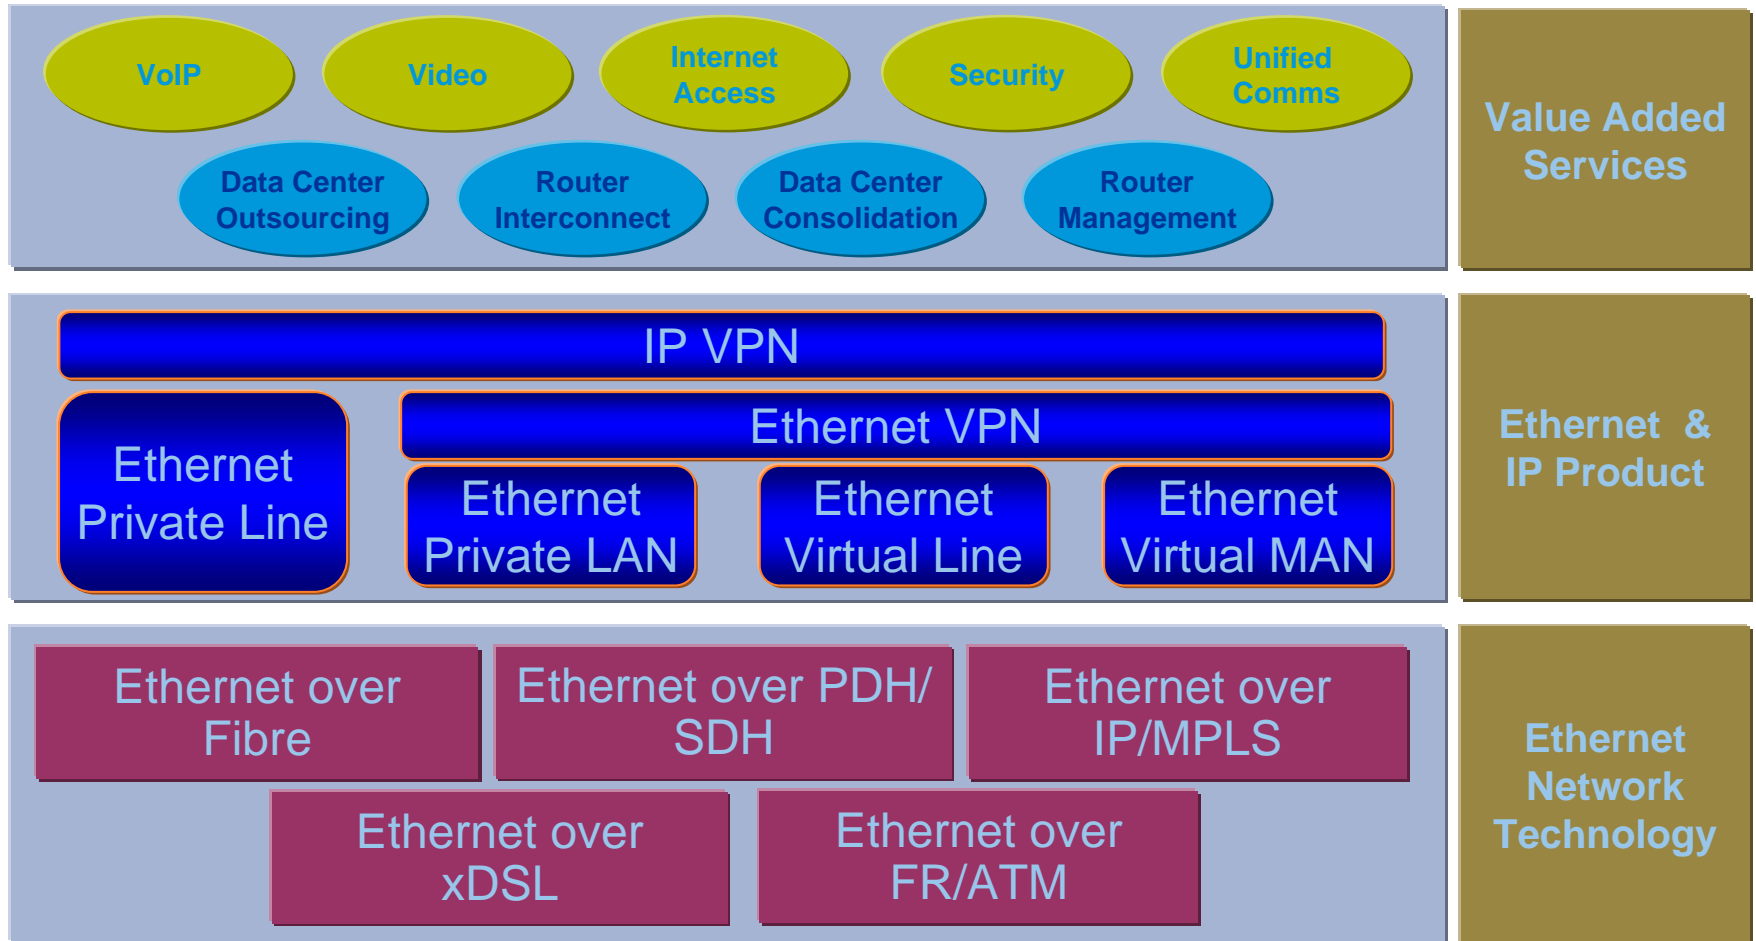 VoIP
Video
Internet
Access
Security
Unified
Comms
Data Center
Outsourcing
Router
Interconnect
Data Center
Consolidation
Router
Management
Value Added
Services
IP VPN
Ethernet
Private Line
Ethernet VPN
Ethernet
Private LAN
Ethernet
Virtual Line
Ethernet
Virtual MAN
Ethernet &
IP Product
Ethernet over
Fibre
Ethernet over PDH/
SDH
Ethernet over
IP/MPLS
Ethernet over
xDSL
Ethernet over
FR/ATM
Ethernet
Network
Technology